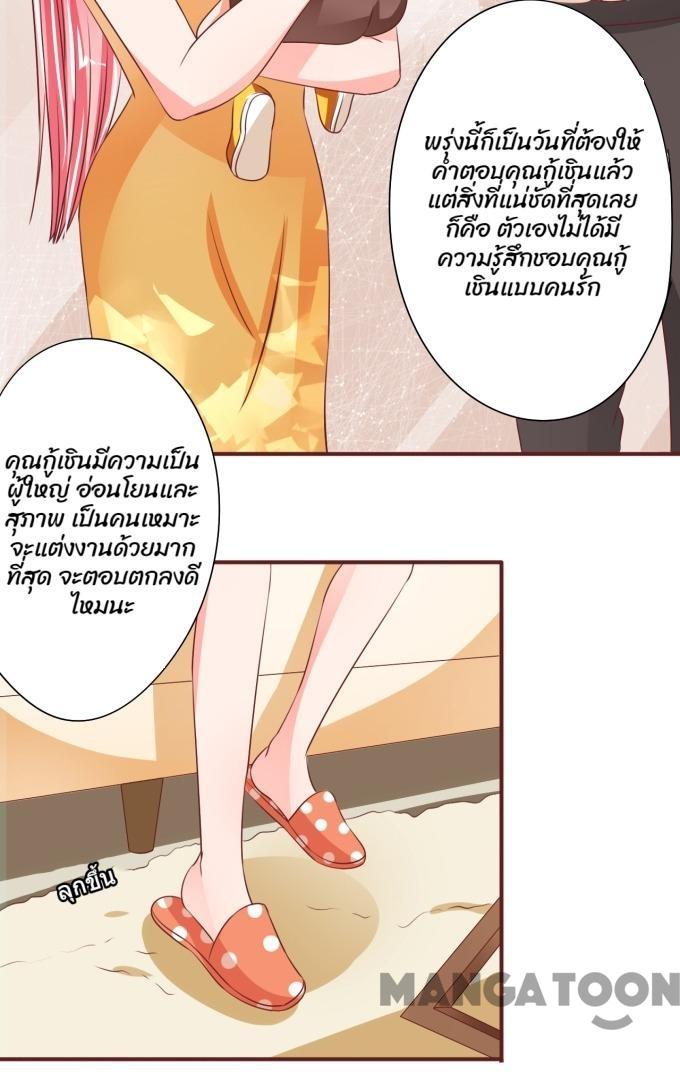 พรุ่งนี้ก็เป็นวันที่ต้องให้
คำตอบคุณกู้เชินแล้ว
แต่สิ่งที่แน่ชัดที่สุดเลย
ก็คือ ตัวเองไม่ได้มี
ความรู้สึกชอบคุณกู้
เชินแบบคนรัก
คุณกู้เชินมีความเป็น
ผู้ใหญ่ อ่อนโยนและ
สุภาพ เป็นคนเหมาะ
จะแต่งงานด้วยมาก
ที่สุด จะตอบตกลงดี
ไหมนะ
ลุกขึ้น
MANGATOON